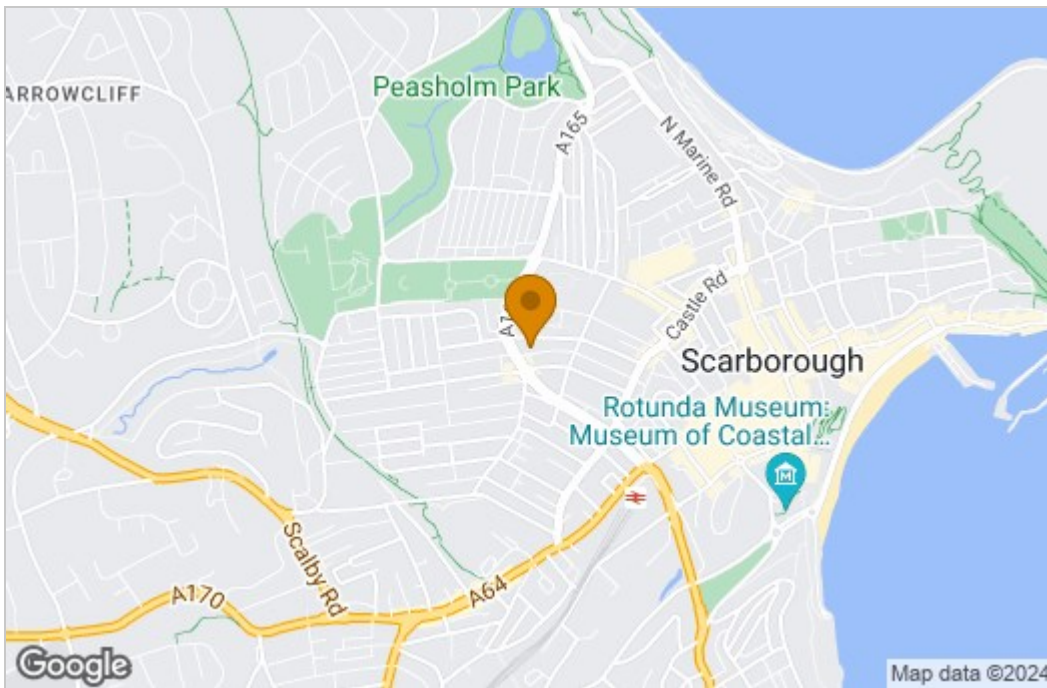 Peasholm Park
ARROWCLIFF
A165
N Marine Rd
Castle Rd
Scarborough
Rotunda Museum:
Museum of Coastal...
M
Scalby Rd
A170
A64
Google
Map data ©2024